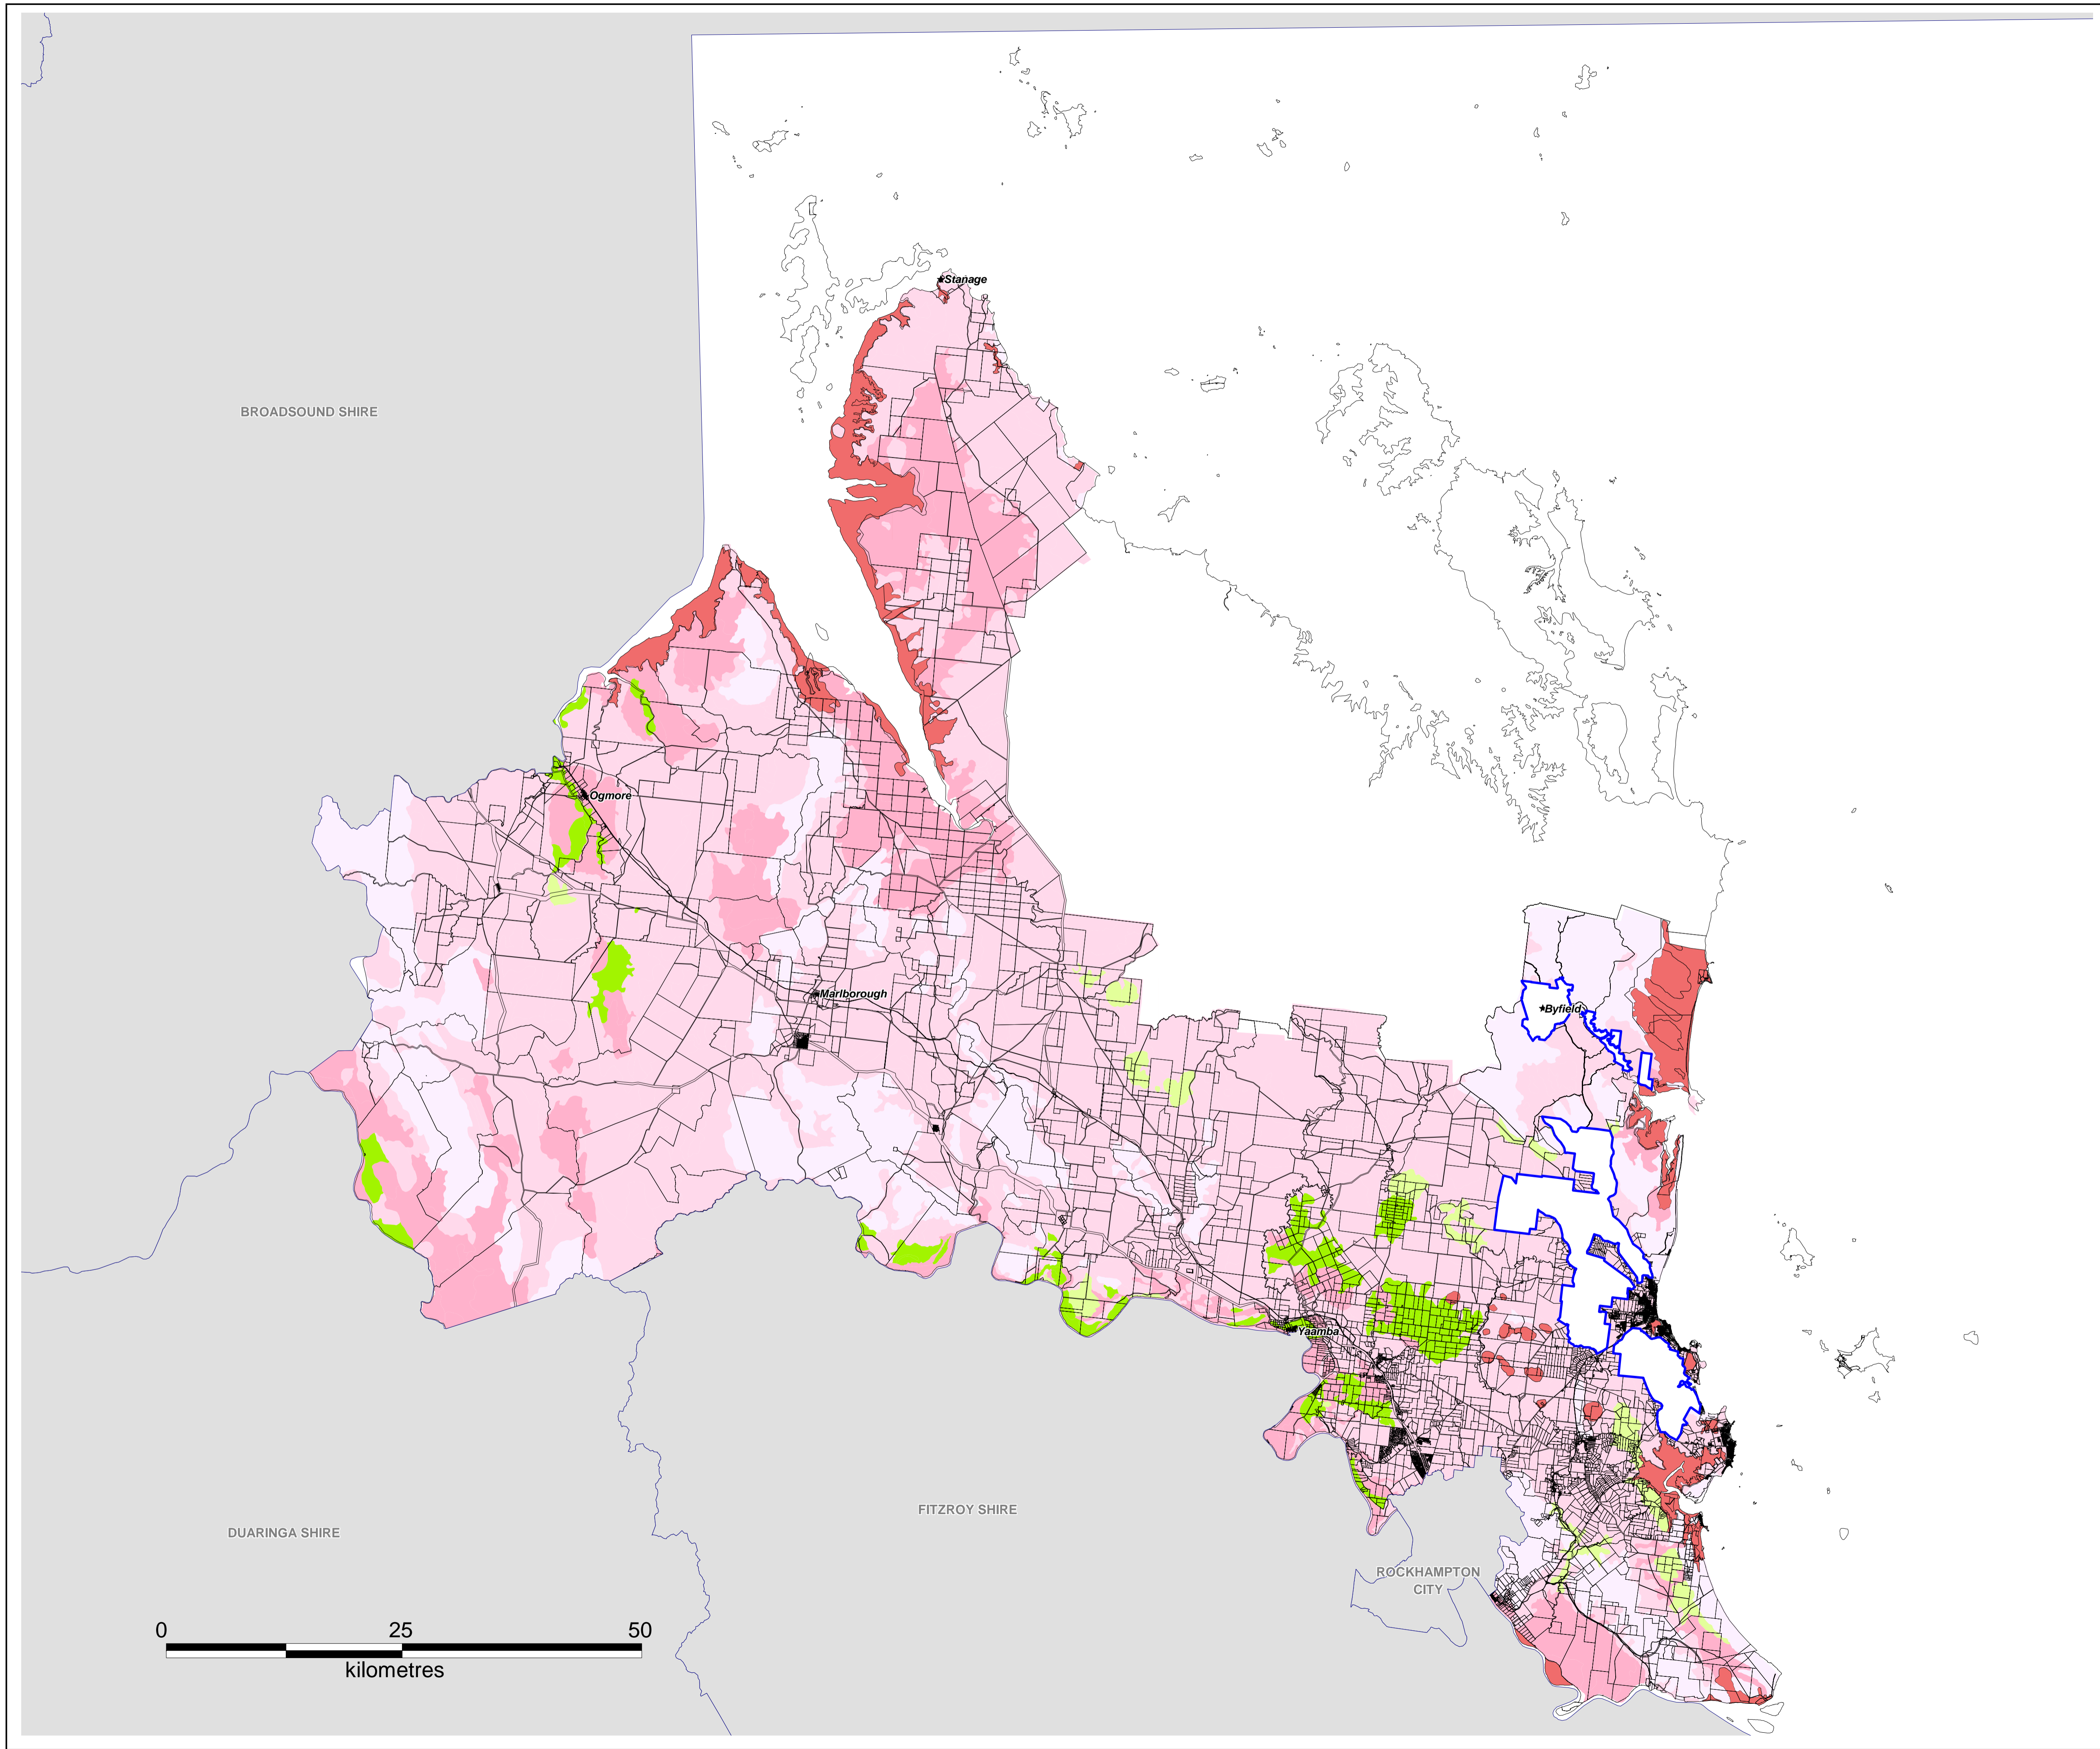 Stanage
BROADSOUND SHIRE
Ogmore
Marlborough
Byfield
Yaamba
FITZROY SHIRE
DUARINGA SHIRE
ROCKHAMPTON
CITY
0 25 50
kilometres